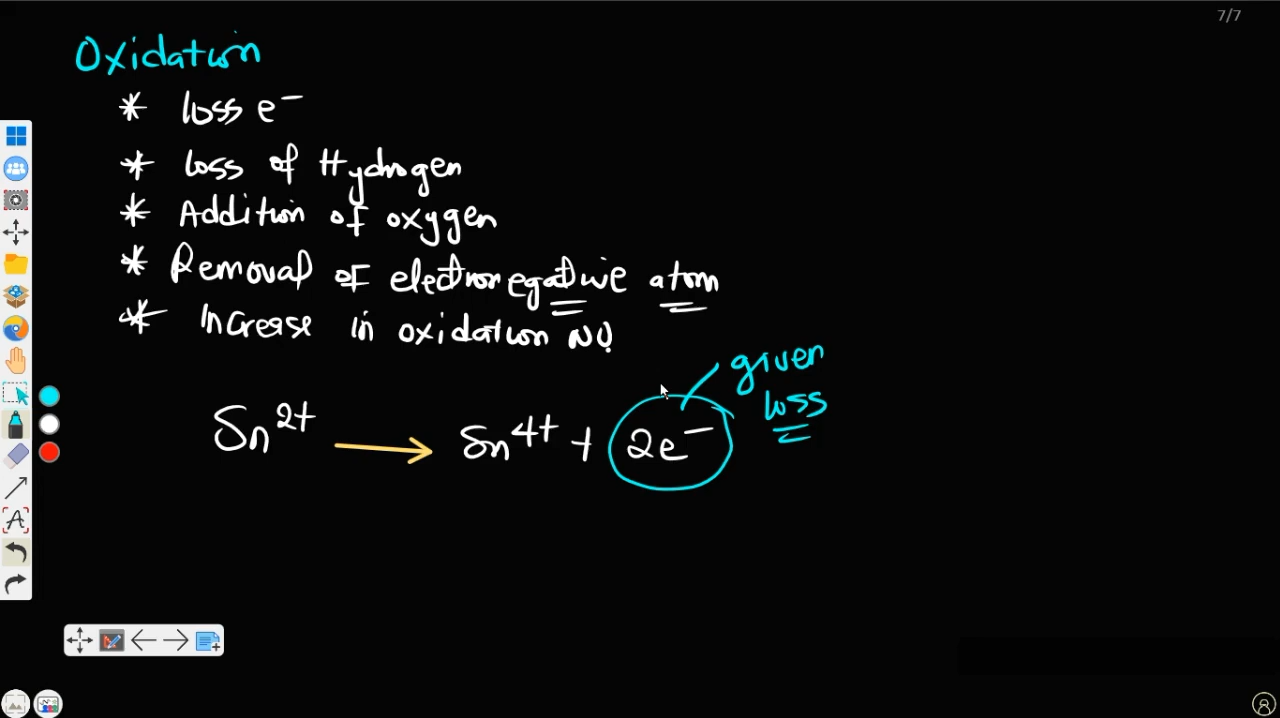 7/7
Oxidation
* loss e⁻
* Loss of Hydrogen
* Addition of oxygen
* Removal of electronegative atom
* Increase in oxidation NO.
given
loss
Sn²⁺ → Sn⁴⁺ + 2e⁻